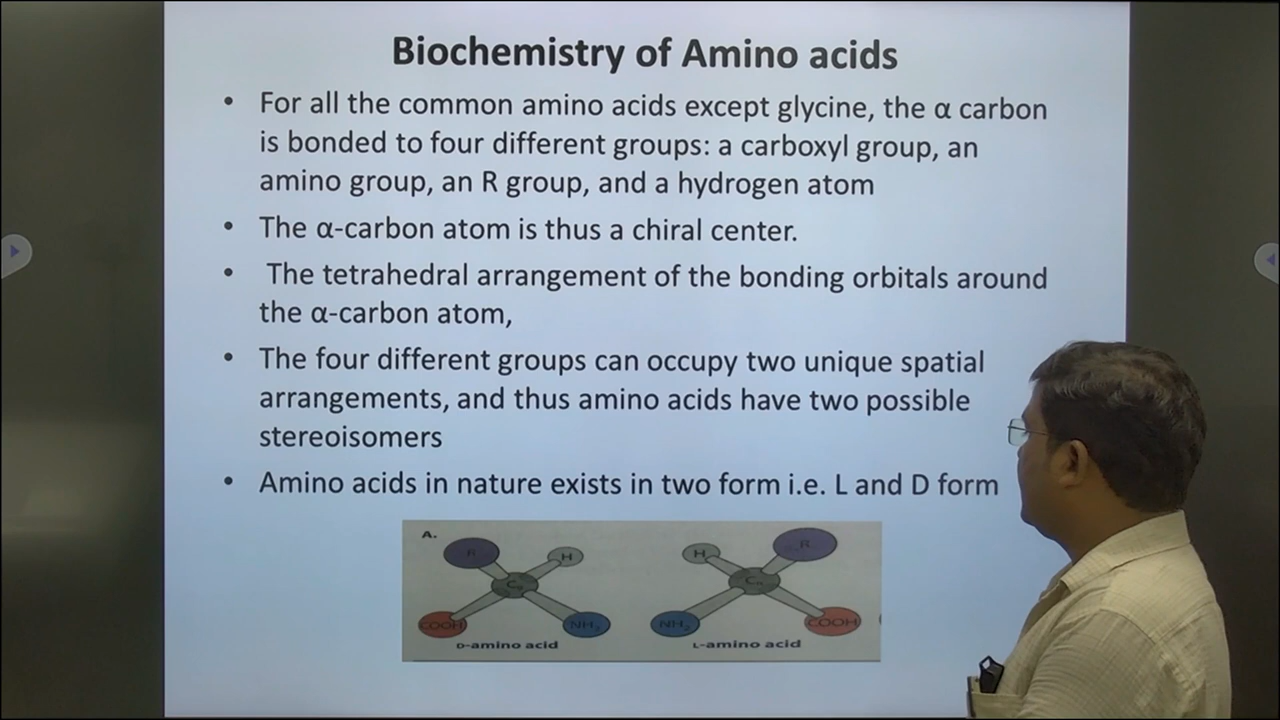 Biochemistry of Amino acids
• For all the common amino acids except glycine, the α carbon
is bonded to four different groups: a carboxyl group, an
amino group, an R group, and a hydrogen atom
• The α-carbon atom is thus a chiral center.
• The tetrahedral arrangement of the bonding orbitals around
the α-carbon atom,
• The four different groups can occupy two unique spatial
arrangements, and thus amino acids have two possible
stereoisomers
• Amino acids in nature exists in two form i.e. L and D form
A.
R H H R
Cα Cα
COOH NH₂ NH₂ COOH
D-amino acid L-amino acid